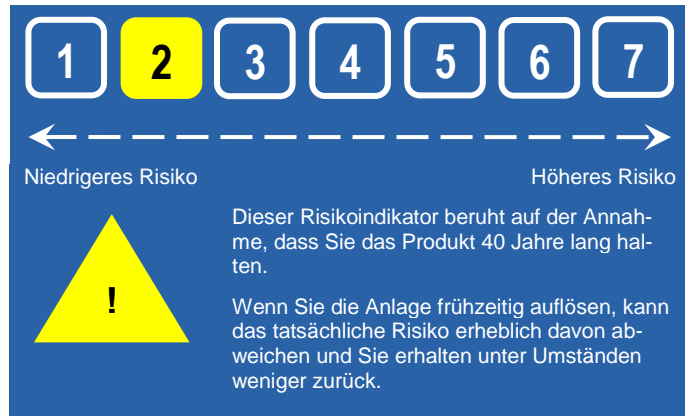 1 2 3 4 5 6 7
Niedrigeres Risiko Höheres Risiko
Dieser Risikoindikator beruht auf der Annah-
me, dass Sie das Produkt 40 Jahre lang hal-
ten.
!
Wenn Sie die Anlage frühzeitig auflösen, kann
das tatsächliche Risiko erheblich davon ab-
weichen und Sie erhalten unter Umständen
weniger zurück.